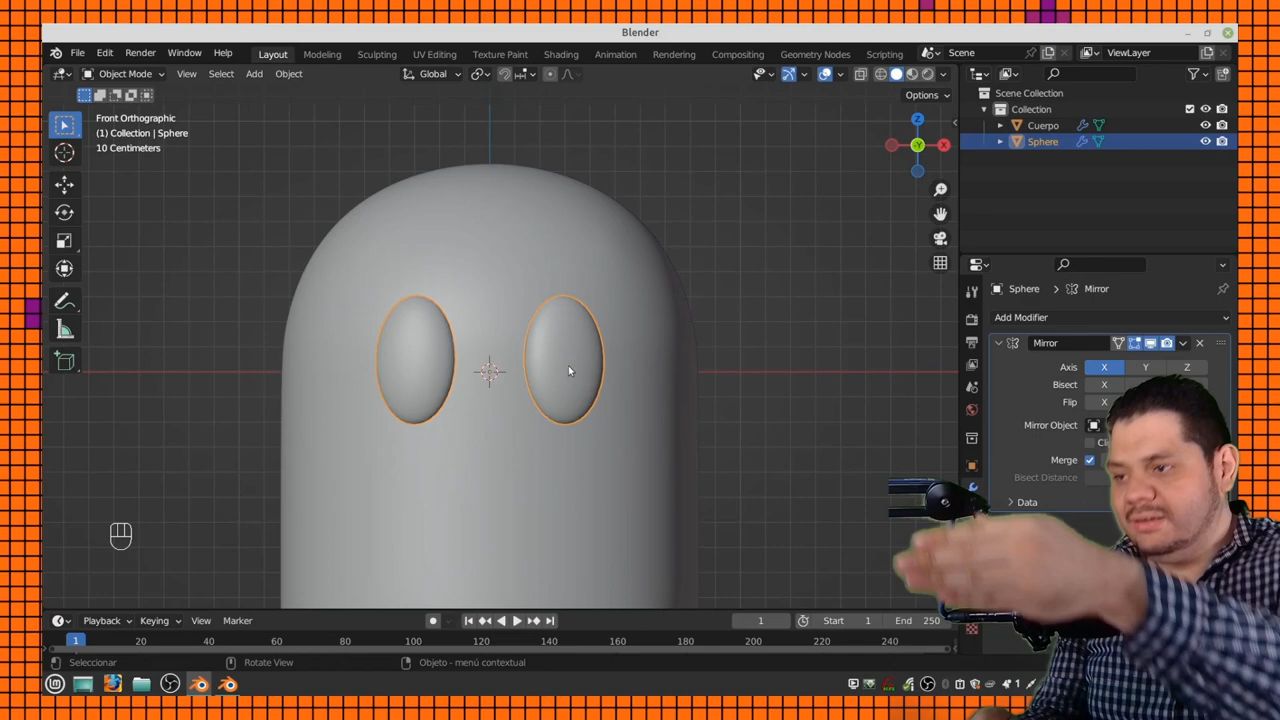 Blender
File Edit Render Window Help Layout Modeling Sculpting UV Editing Texture Paint Shading Animation Rendering Compositing Geometry Nodes Scripting Scene ViewLayer
Object Mode View Select Add Object Global
Options
Front Orthographic
(1) Collection | Sphere
10 Centimeters
Z
-Y
X
Scene Collection
Collection
Cuerpo
Sphere
Sphere > Mirror
Add Modifier
Mirror
Axis X Y Z
Bisect X
Flip X
Mirror Object
Merge
Bisect Distance
Data
Playback Keying View Marker 1 Start 1 End 250
1 20 40 60 80 100 120 140 160 180 200 220 240
Seleccionar Rotate View Objeto - menú contextual